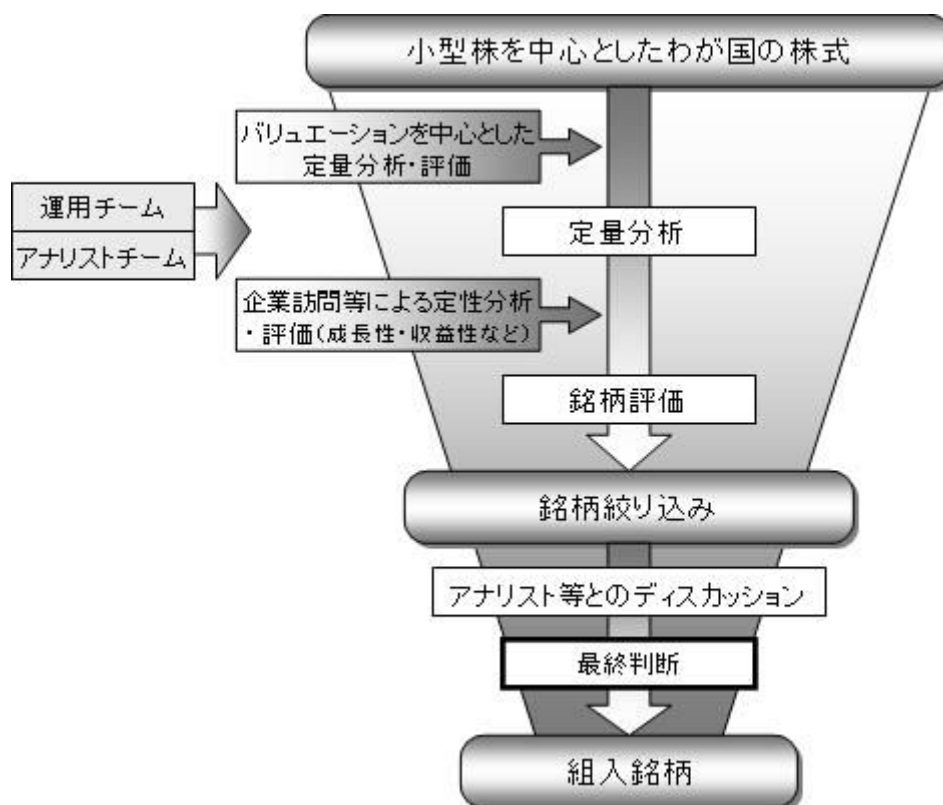 小型株を中心としたわが国の株式
バリュエーションを中心とした
定量分析・評価
運用チーム
アナリストチーム
定量分析
企業訪問等による定性分析
・評価(成長性・収益性など)
銘柄評価
銘柄絞り込み
アナリスト等とのディスカッション
最終判断
組入銘柄